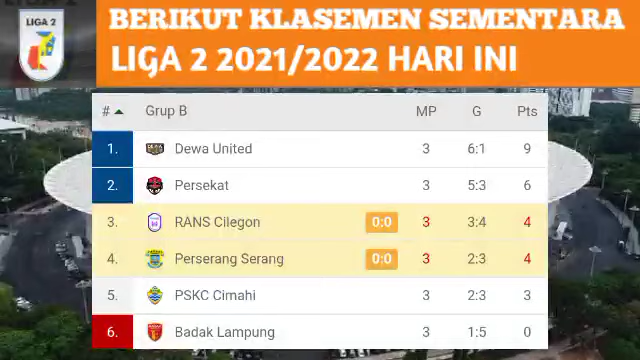 LIGA 2
LIGA 2
BERIKUT KLASEMEN SEMENTARA
LIGA 2 2021/2022 HARI INI
# Grup B MP G Pts
1. Dewa United 3 6:1 9
2. Persekat 3 5:3 6
3. RANS Cilegon 0:0 3 3:4 4
4. Perserang Serang 0:0 3 2:3 4
5. PSKC Cimahi 3 2:3 3
6. Badak Lampung 3 1:5 0